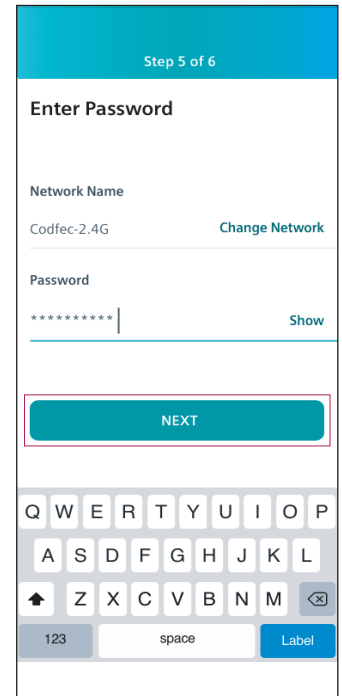 Step 5 of 6
Enter Password
Network Name
Codfec-2.4G Change Network
Password
********** Show
NEXT
Q W E R T Y U I O P
A S D F G H J K L
Z X C V B N M
123 space Label